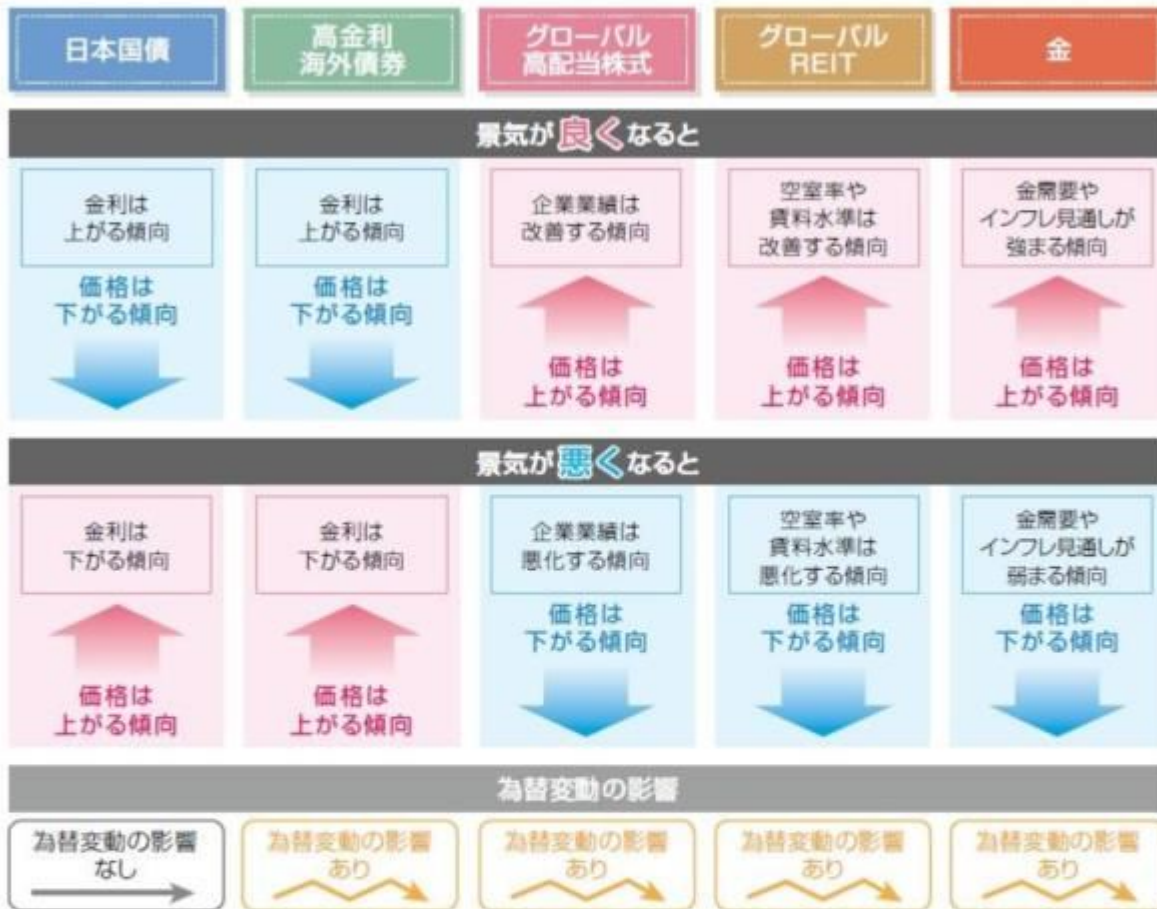 日本国債
高金利
海外債券
グローバル
高配当株式
グローバル
REIT
金
景気が良くなると
金利は
上がる傾向
価格は
下がる傾向
金利は
上がる傾向
価格は
下がる傾向
企業業績は
改善する傾向
価格は
上がる傾向
空室率や
賃料水準は
改善する傾向
価格は
上がる傾向
金需要や
インフレ見通しが
強まる傾向
価格は
上がる傾向
景気が悪くなると
金利は
下がる傾向
価格は
上がる傾向
金利は
下がる傾向
価格は
上がる傾向
企業業績は
悪化する傾向
価格は
下がる傾向
空室率や
賃料水準は
悪化する傾向
価格は
下がる傾向
金需要や
インフレ見通しが
弱まる傾向
価格は
下がる傾向
為替変動の影響
為替変動の影響
なし
為替変動の影響
あり
為替変動の影響
あり
為替変動の影響
あり
為替変動の影響
あり